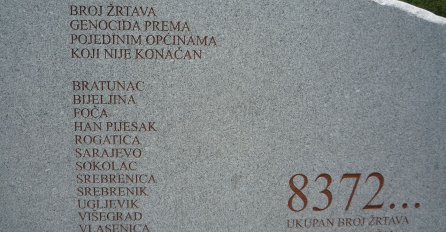 BROJ ŽRTAVA
GENOCIDA PREMA
POJEDINIM OPĆINAMA
KOJI NIJE KONAČAN
BRATUNAC
BIJELJINA
FOČA
HAN PIJESAK
ROGATICA
SARAJEVO
SOKOLAC
SREBRENICA
SREBRENIK
UGLJEVIK
VIŠEGRAD
VLASENICA
8372...
UKUPAN BROJ ŽRTAVA